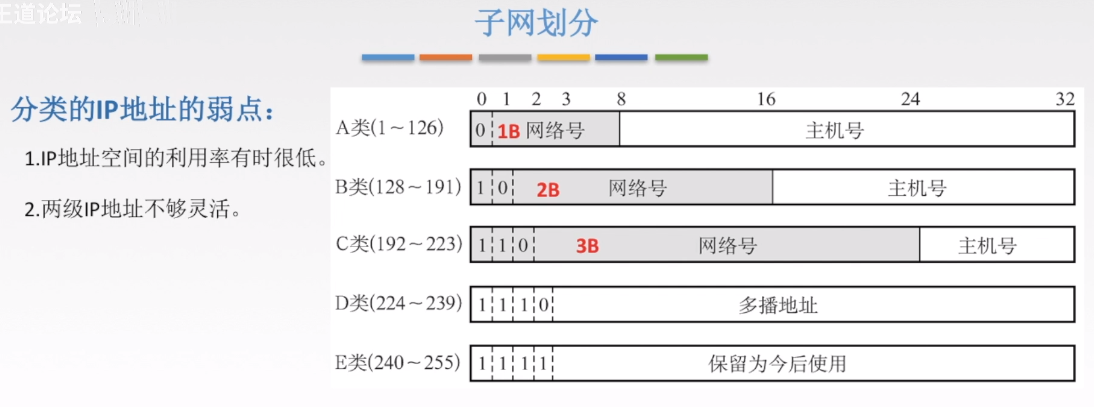 王道论坛
子网划分
分类的IP地址的弱点：
1.IP地址空间的利用率有时很低。
2.两级IP地址不够灵活。
0 1 2 3 8 16 24 32
A类(1～126) 0 1B 网络号 主机号
B类(128～191) 1 0 2B 网络号 主机号
C类(192～223) 1 1 0 3B 网络号 主机号
D类(224～239) 1 1 1 0 多播地址
E类(240～255) 1 1 1 1 保留为今后使用